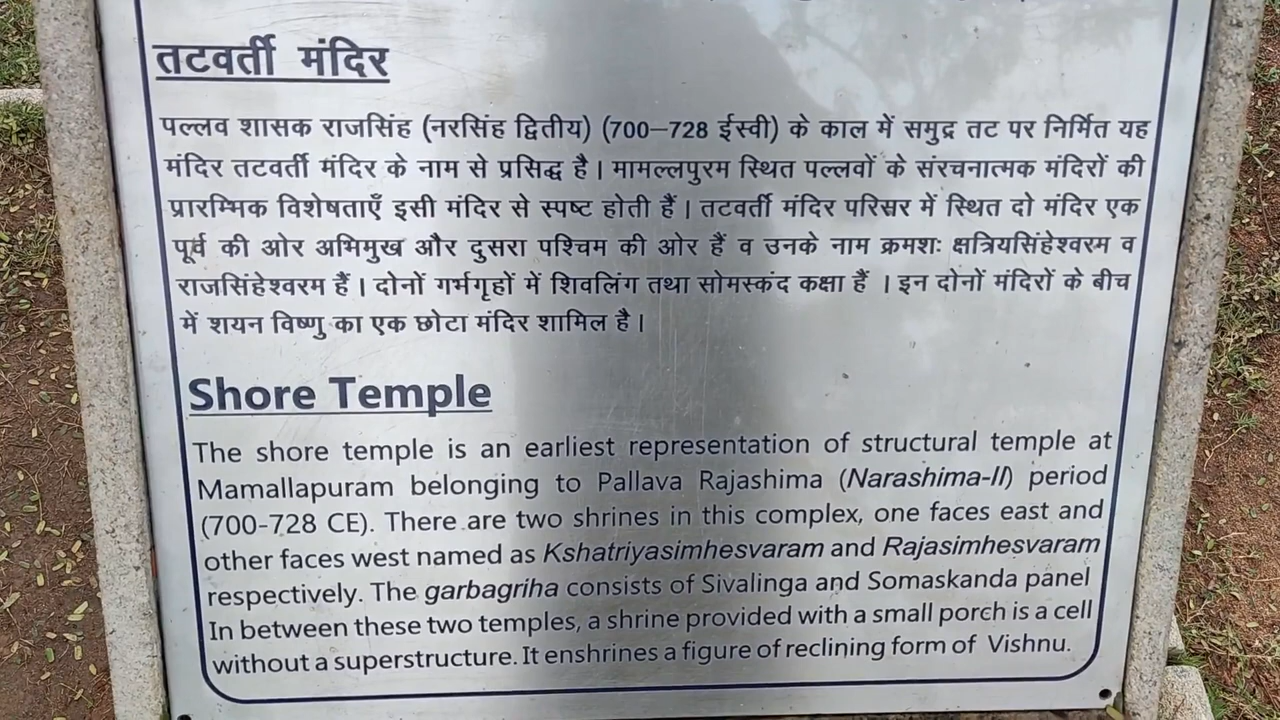 तटवर्ती मंदिर
पल्लव शासक राजसिंह (नरसिंह द्वितीय) (700–728 ईस्वी) के काल में समुद्र तट पर निर्मित यह
मंदिर तटवर्ती मंदिर के नाम से प्रसिद्ध है। मामल्लपुरम स्थित पल्लवों के संरचनात्मक मंदिरों की
प्रारम्भिक विशेषताएँ इसी मंदिर से स्पष्ट होती हैं। तटवर्ती मंदिर परिसर में स्थित दो मंदिर एक
पूर्व की ओर अभिमुख और दुसरा पश्चिम की ओर हैं व उनके नाम क्रमशः क्षत्रियसिंहेश्वरम व
राजसिंहेश्वरम हैं। दोनों गर्भगृहों में शिवलिंग तथा सोमस्कंद कक्षा हैं । इन दोनों मंदिरों के बीच
में शयन विष्णु का एक छोटा मंदिर शामिल है।
Shore Temple
The shore temple is an earliest representation of structural temple at
Mamallapuram belonging to Pallava Rajashima (Narashima-II) period
(700-728 CE). There are two shrines in this complex, one faces east and
other faces west named as Kshatriyasimhesvaram and Rajasimhesvaram
respectively. The garbagriha consists of Sivalinga and Somaskanda panel
In between these two temples, a shrine provided with a small porch is a cell
without a superstructure. It enshrines a figure of reclining form of Vishnu.